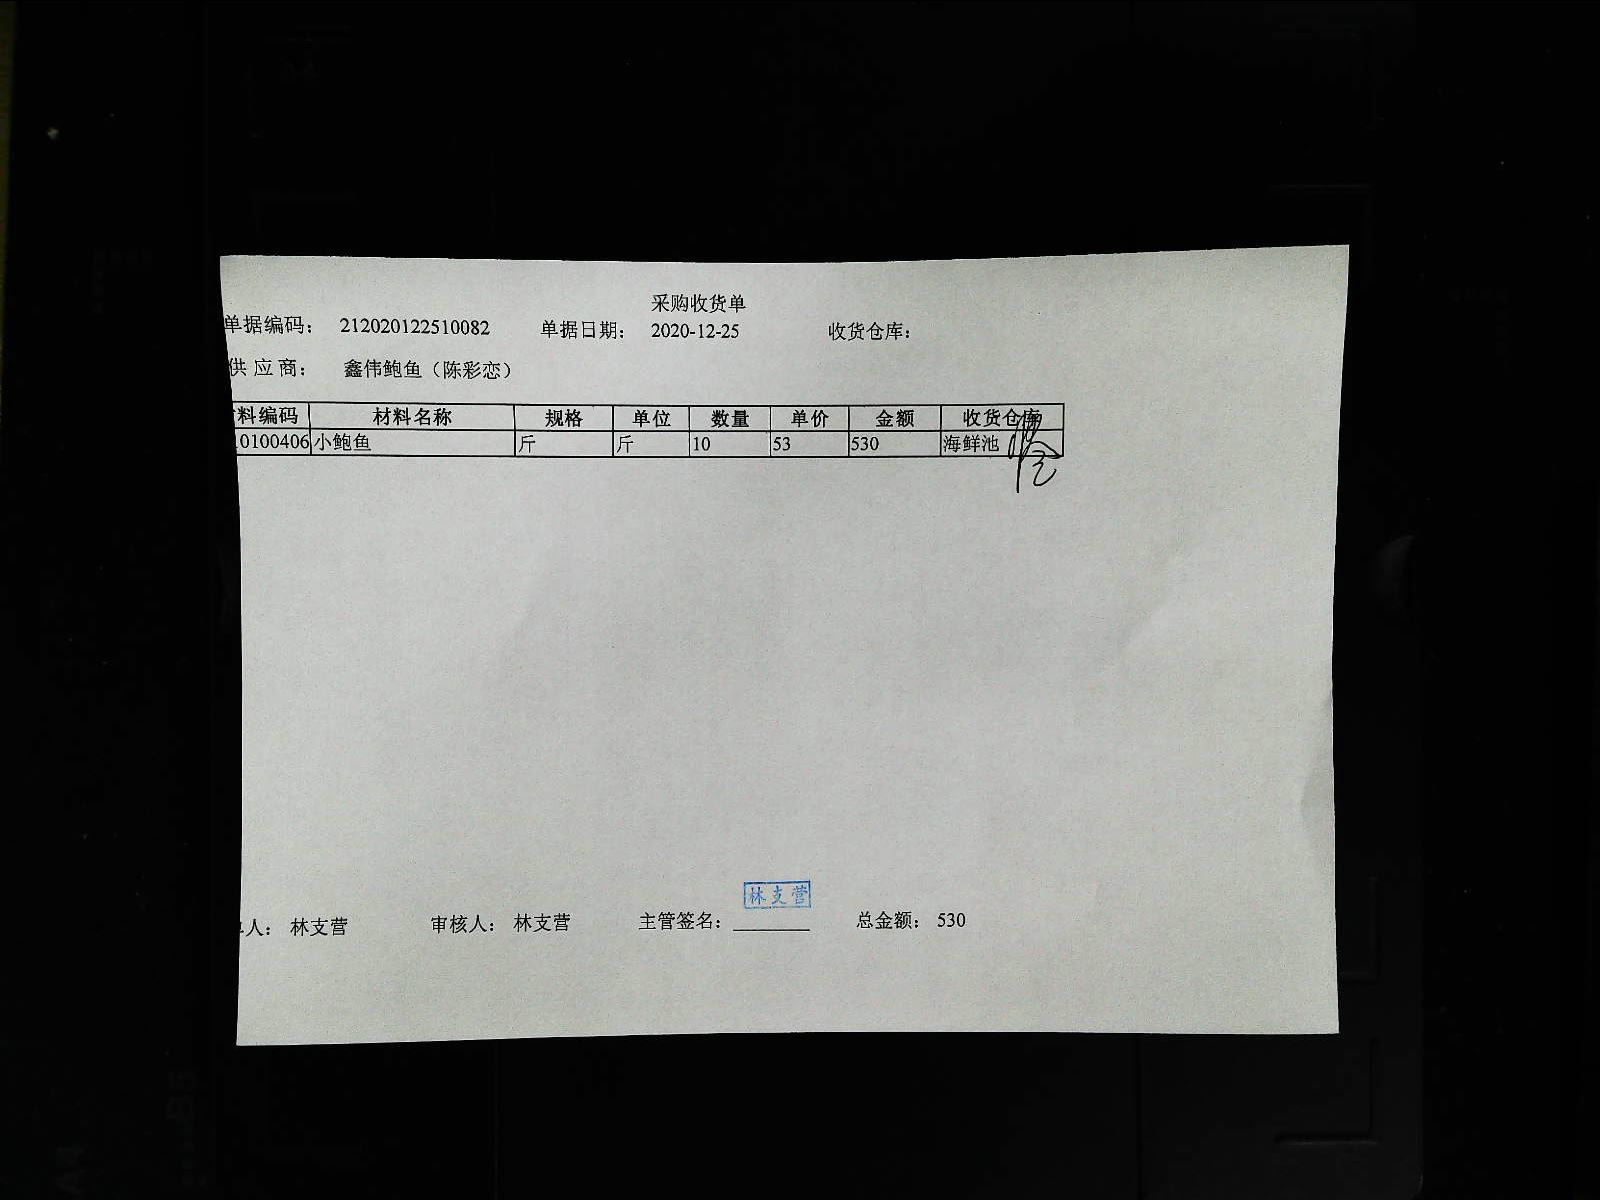 采购收货单
单据编码： 212020122510082 单据日期： 2020-12-25 收货仓库：
供应商： 鑫伟鲍鱼（陈彩恋）
料编码 材料名称 规格 单位 数量 单价 金额 收货仓库
0100406 小鲍鱼 斤 斤 10 53 530 海鲜池
林支营
人： 林支营 审核人： 林支营 主管签名： 总金额： 530